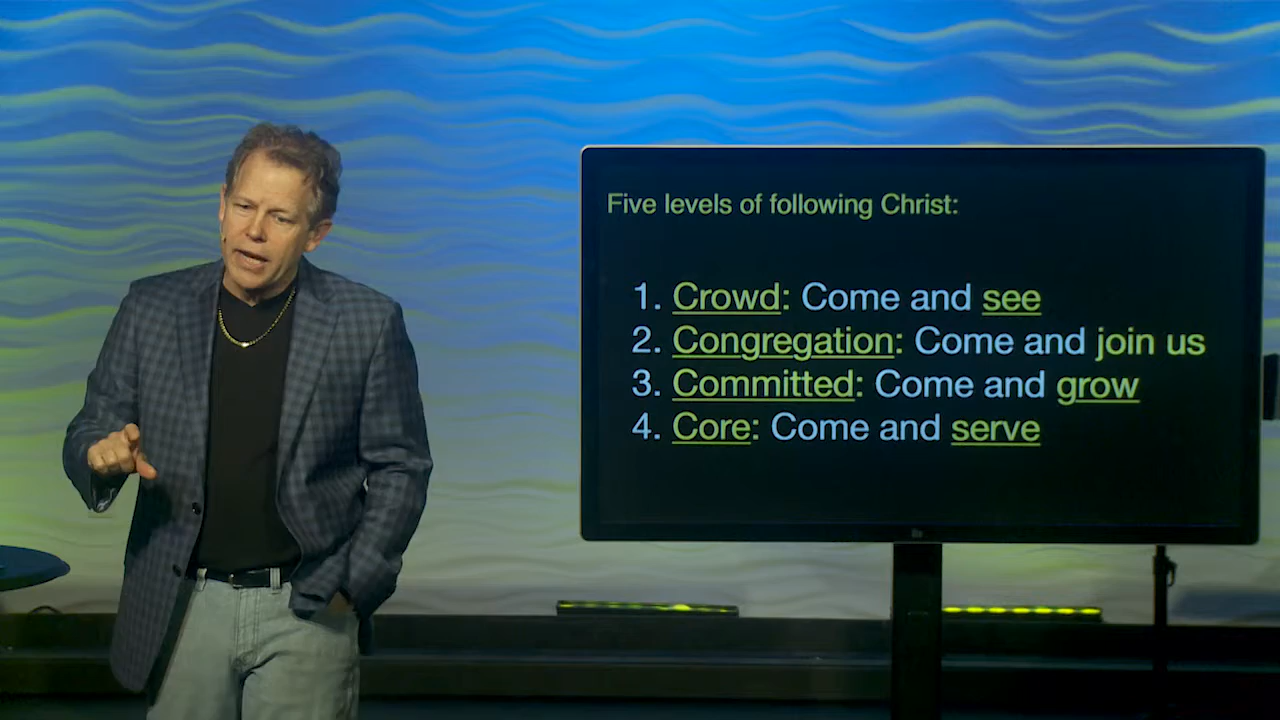 Five levels of following Christ:
1. Crowd: Come and see
2. Congregation: Come and join us
3. Committed: Come and grow
4. Core: Come and serve